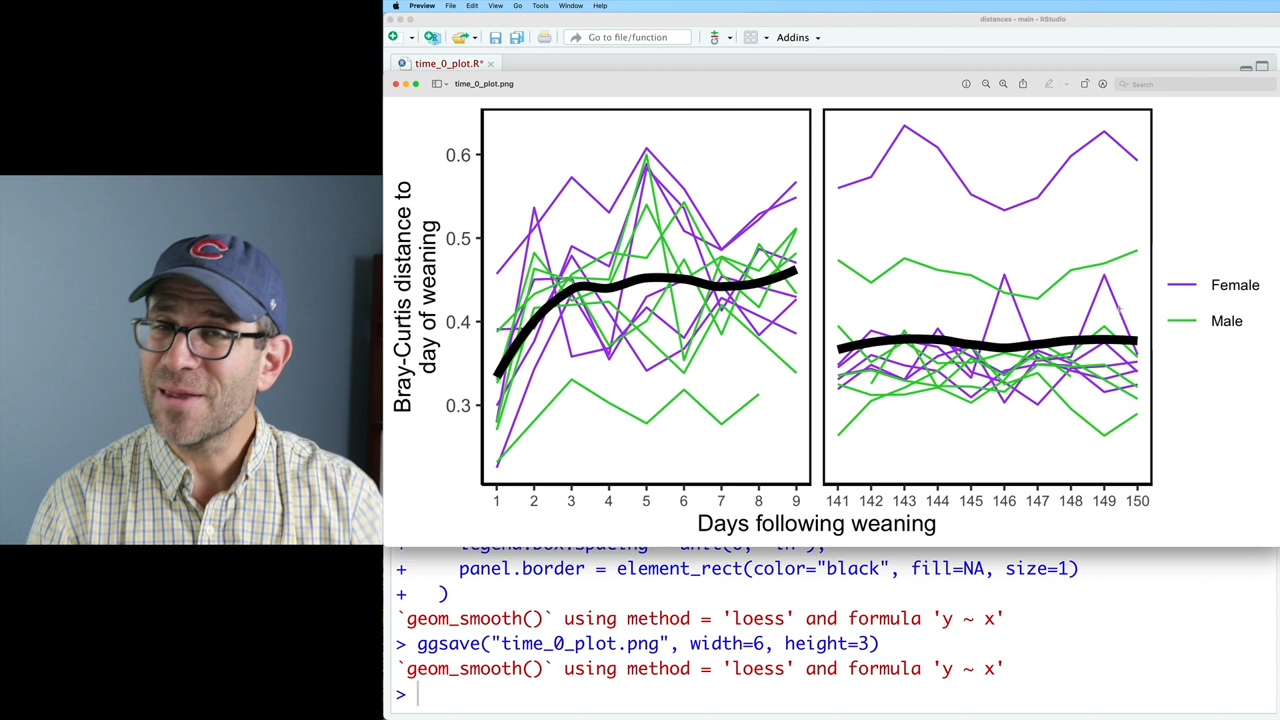 Preview File Edit View Go Tools Window Help
distances - main - RStudio
Go to file/function
Addins
time_0_plot.R*
time_0_plot.png
Search
C
Bray-Curtis distance to
day of weaning
0.6
0.5
0.4
0.3
1 2 3 4 5 6 7 8 9
141 142 143 144 145 146 147 148 149 150
Days following weaning
Female
Male
+ panel.border = element_rect(color="black", fill=NA, size=1)
+ )
`geom_smooth()` using method = 'loess' and formula 'y ~ x'
> ggsave("time_0_plot.png", width=6, height=3)
`geom_smooth()` using method = 'loess' and formula 'y ~ x'
>